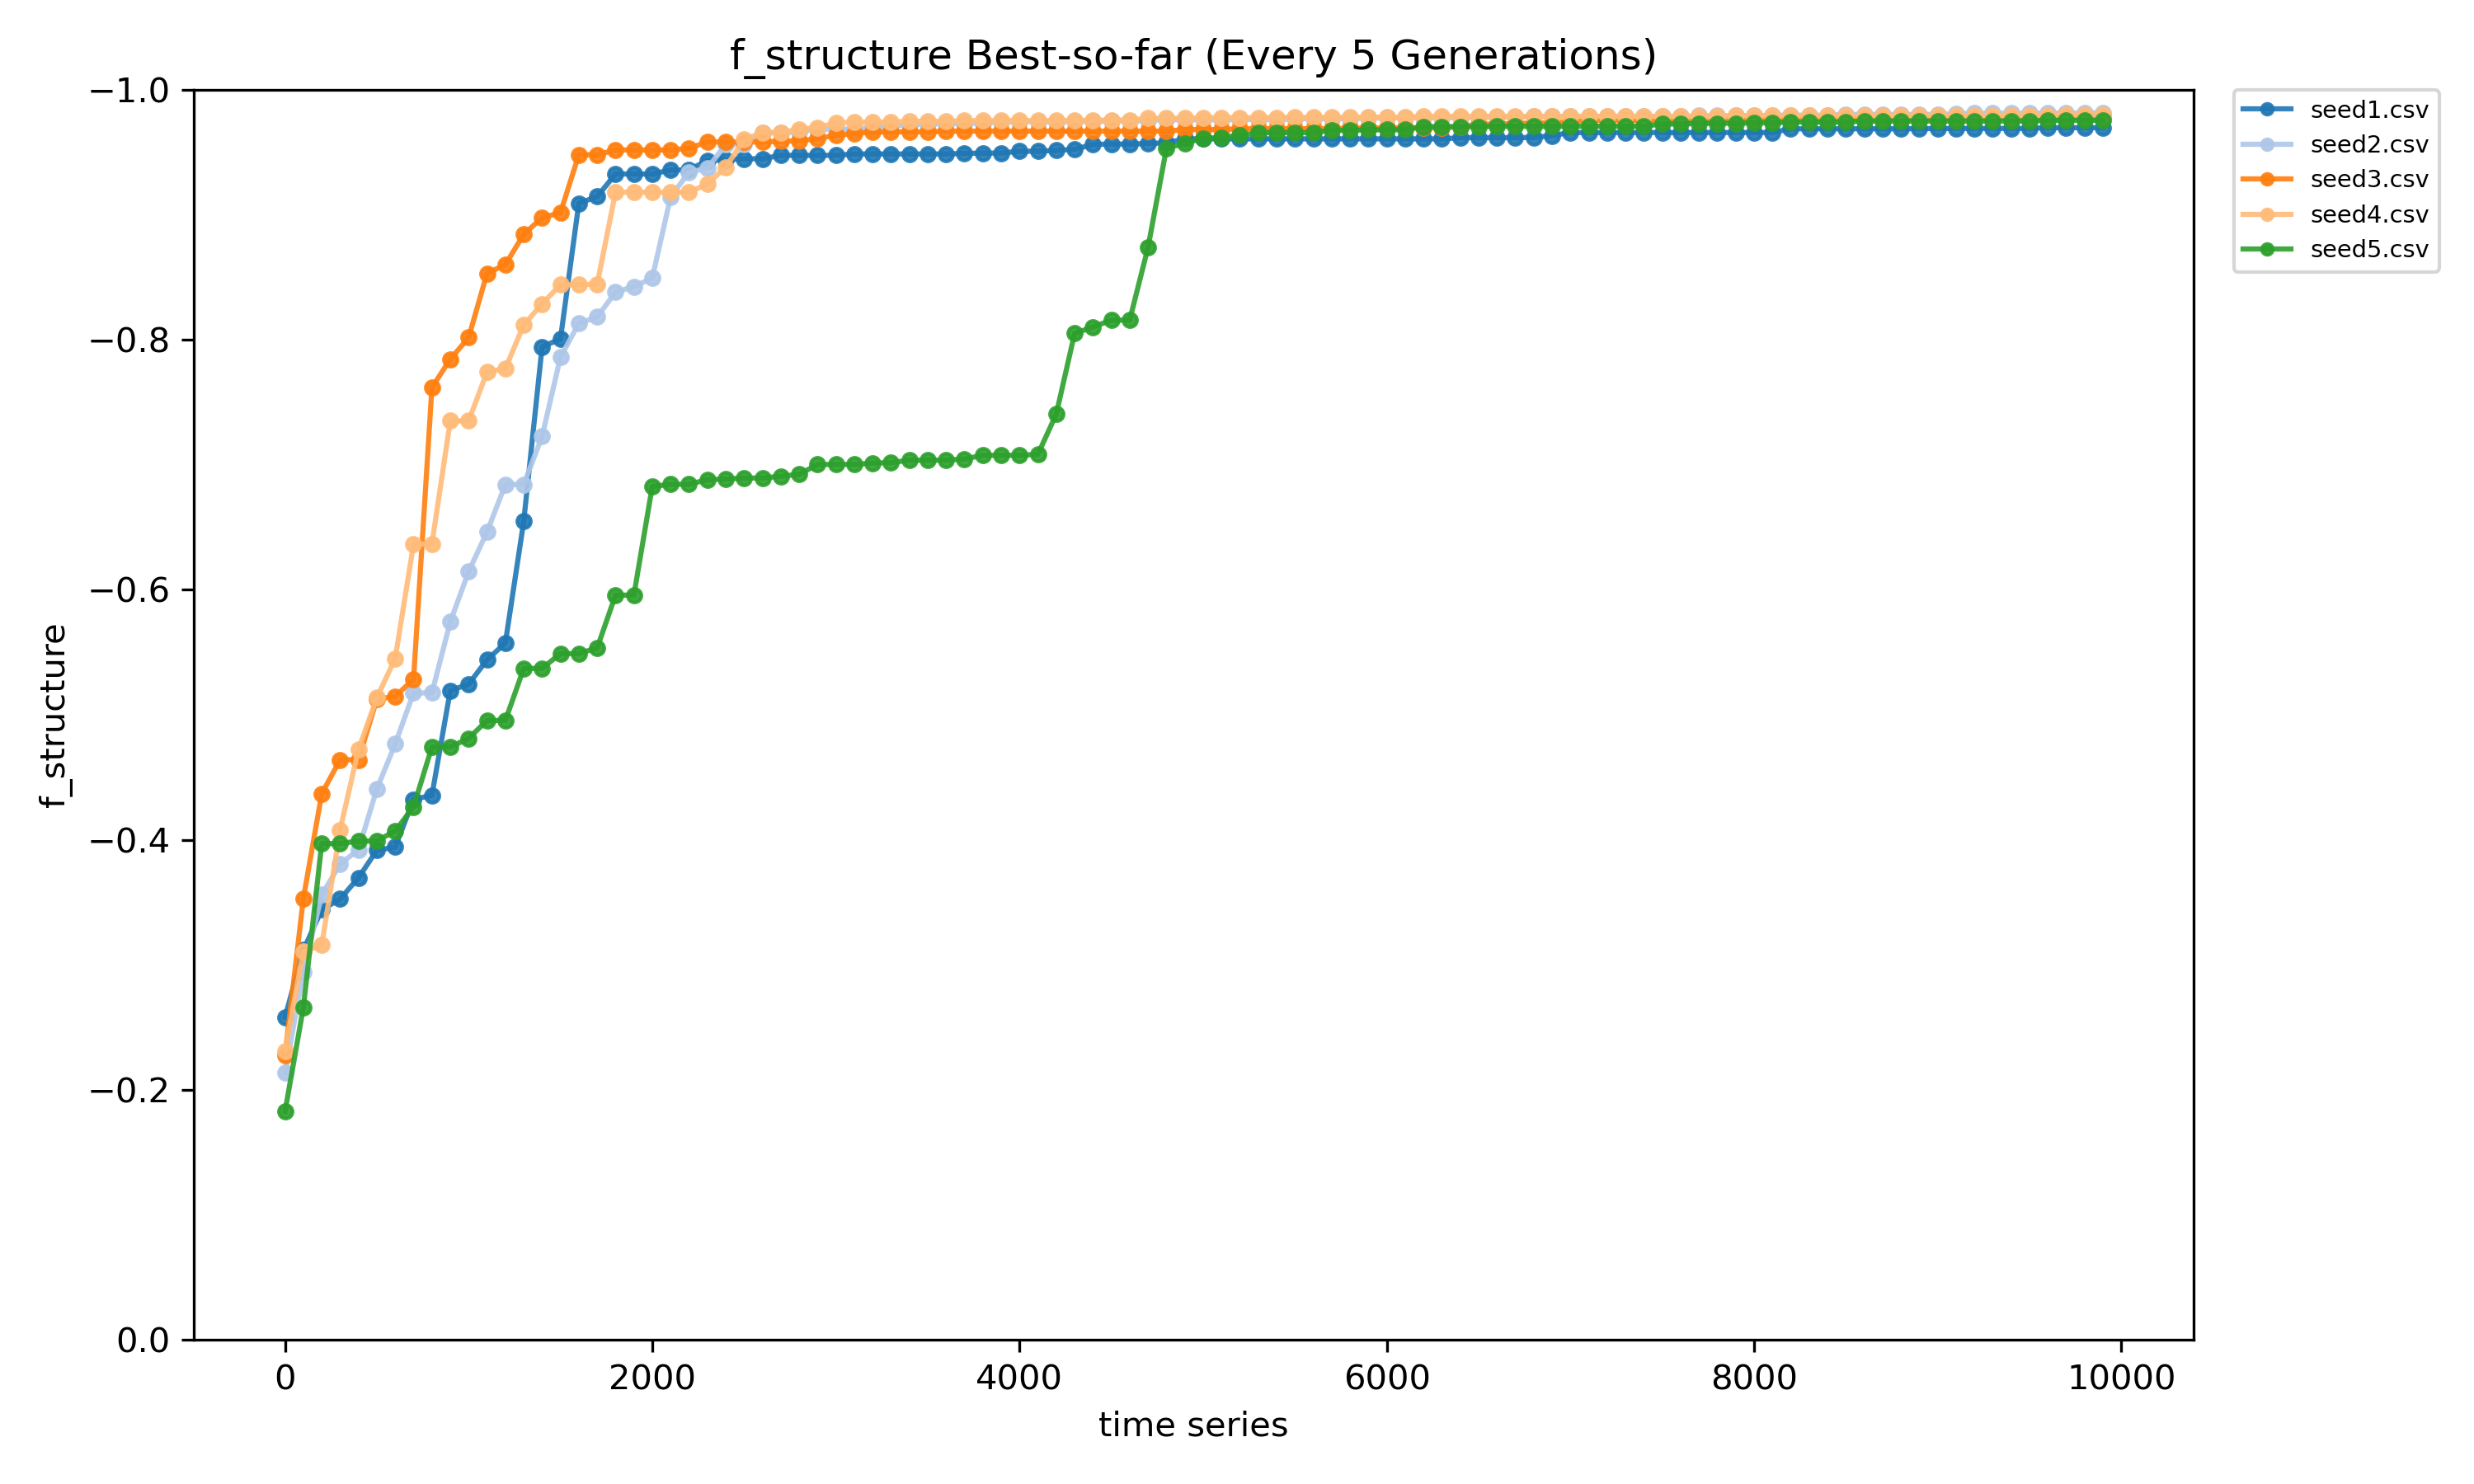 f_structure Best-so-far (Every 5 Generations)
−1.0
−0.8
−0.6
−0.4
−0.2
0.0
f_structure
0
2000
4000
6000
8000
10000
time series
seed1.csv
seed2.csv
seed3.csv
seed4.csv
seed5.csv